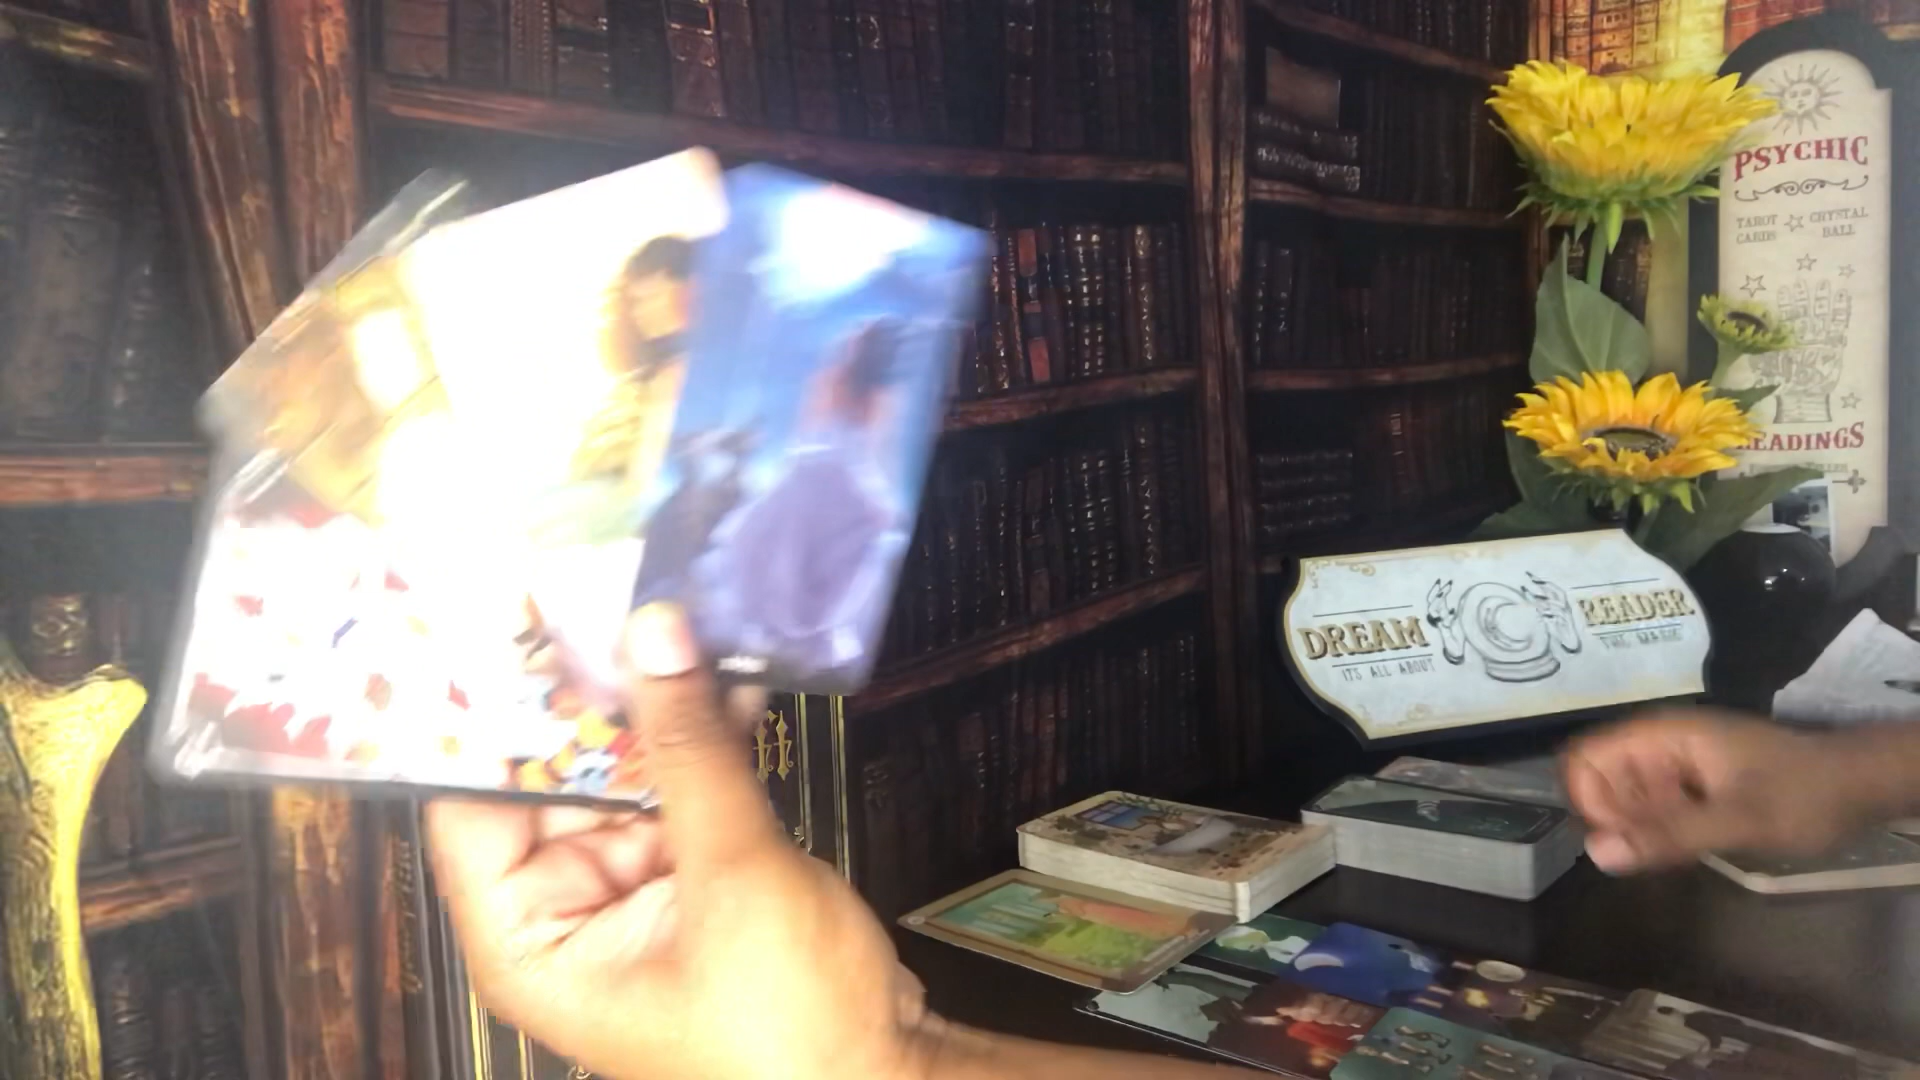 PSYCHIC
TAROT CRYSTAL
CARDS BALL
READINGS
DREAM READER
IT'S ALL ABOUT THE MAGIC